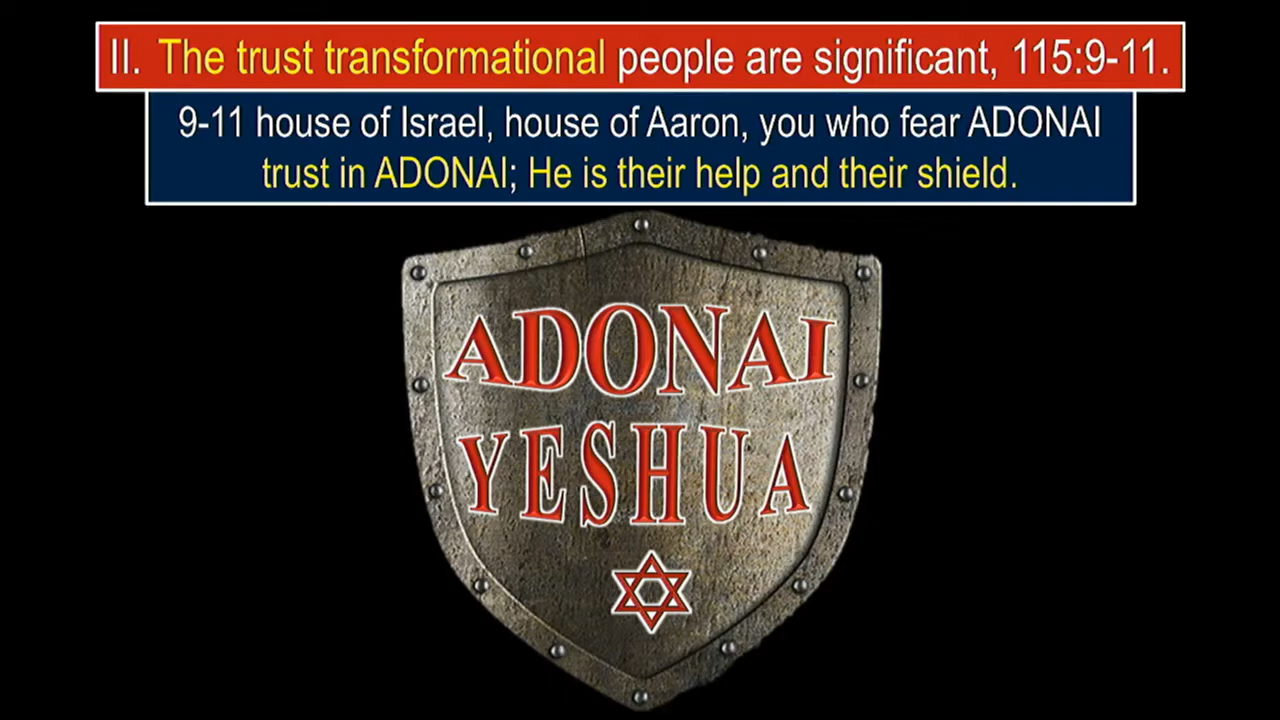 II. The trust transformational people are significant, 115:9-11.
9-11 house of Israel, house of Aaron, you who fear ADONAI
trust in ADONAI; He is their help and their shield.
ADONAI
YESHUA